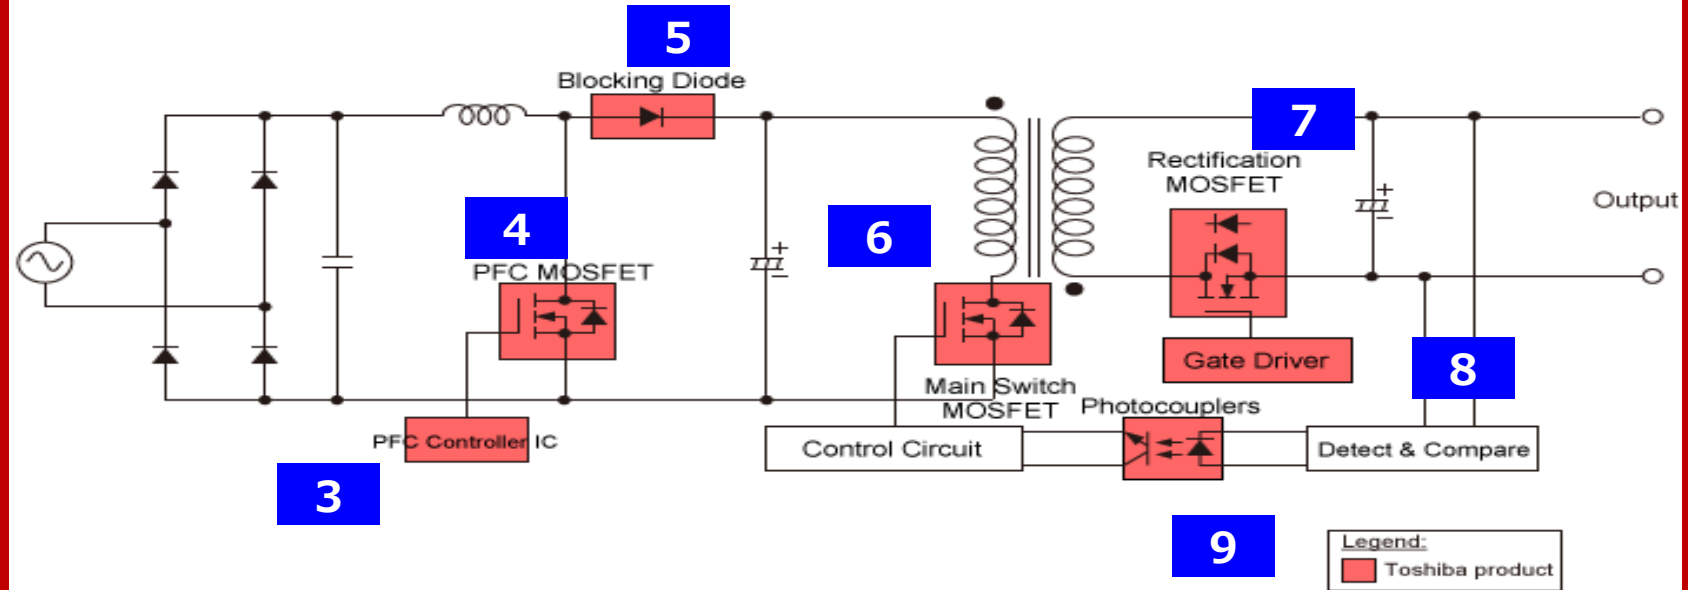 5
Blocking Diode
7
Rectification
MOSFET
Output
4
6
PFC MOSFET
+
−
+
−
Gate Driver
8
Main Switch
MOSFET
Photocouplers
PFC Controller IC
Control Circuit
Detect & Compare
3
9
Legend:
Toshiba product